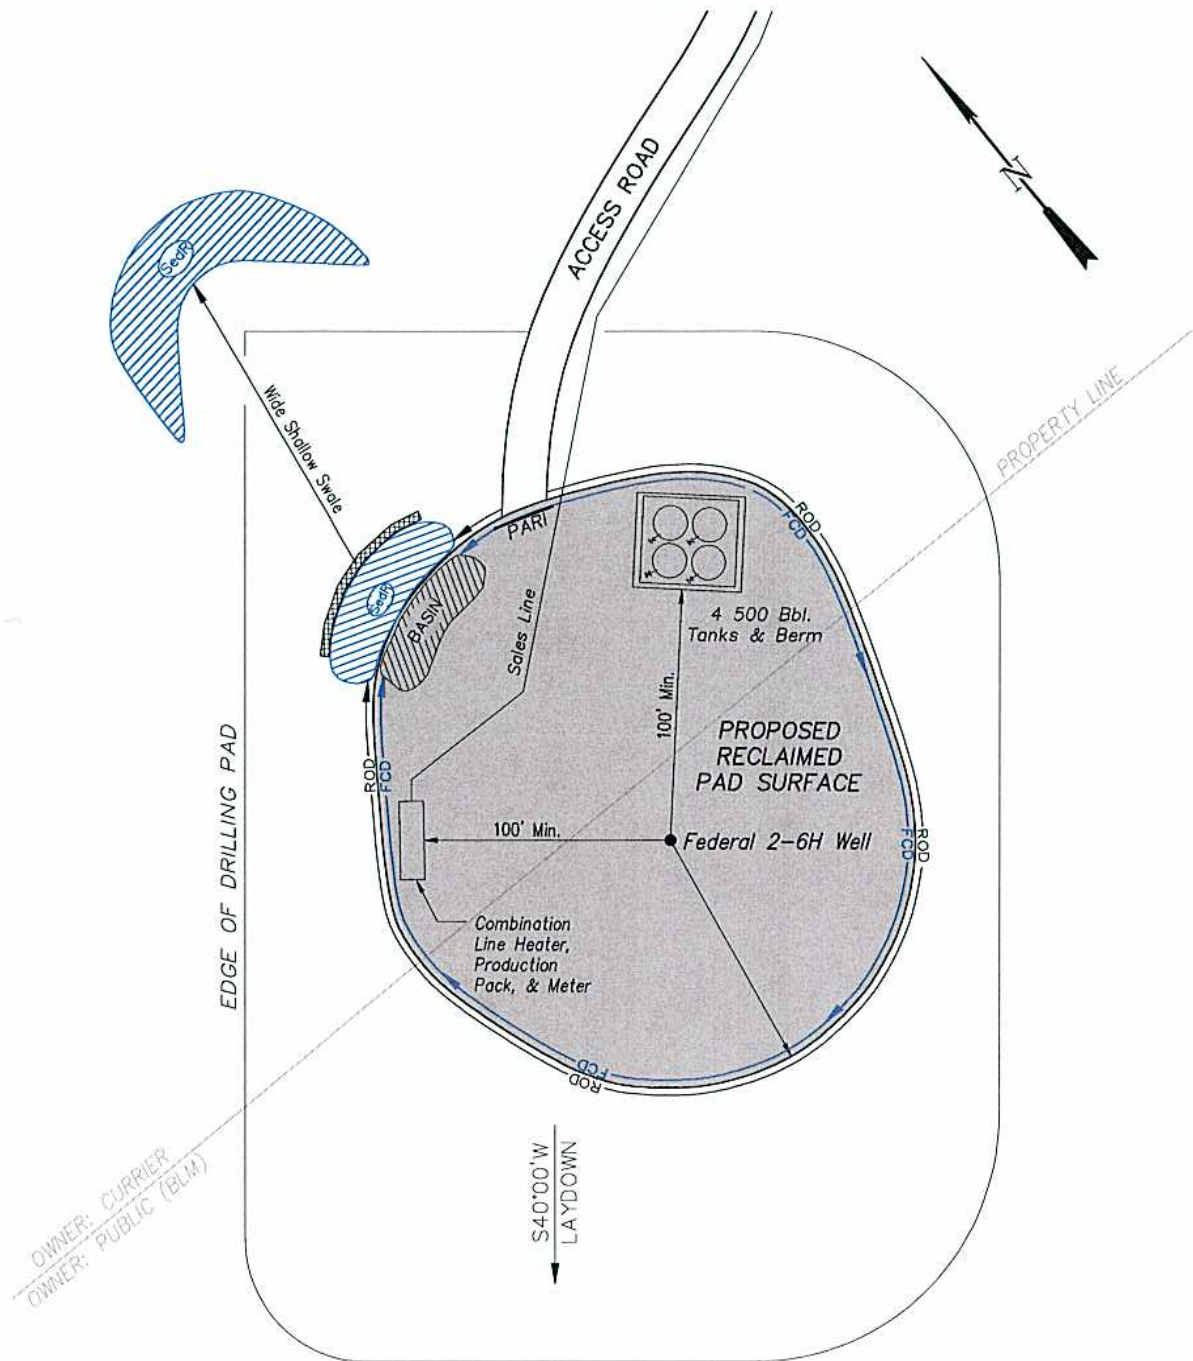 ACCESS ROAD
N
SedR
PROPERTY LINE
Wide Shallow Swale
PARI
ROD
FCD
SedR
BASIN
Sales Line
4 500 Bbl.
Tanks & Berm
100' Min.
PROPOSED
RECLAIMED
PAD SURFACE
EDGE OF DRILLING PAD
ROD
FCD
100' Min.
Federal 2-6H Well
ROD
FCD
Combination
Line Heater,
Production
Pack, & Meter
FCD
ROD
S40°00'W
LAYDOWN
OWNER: CURRIER
OWNER: PUBLIC (BLM)